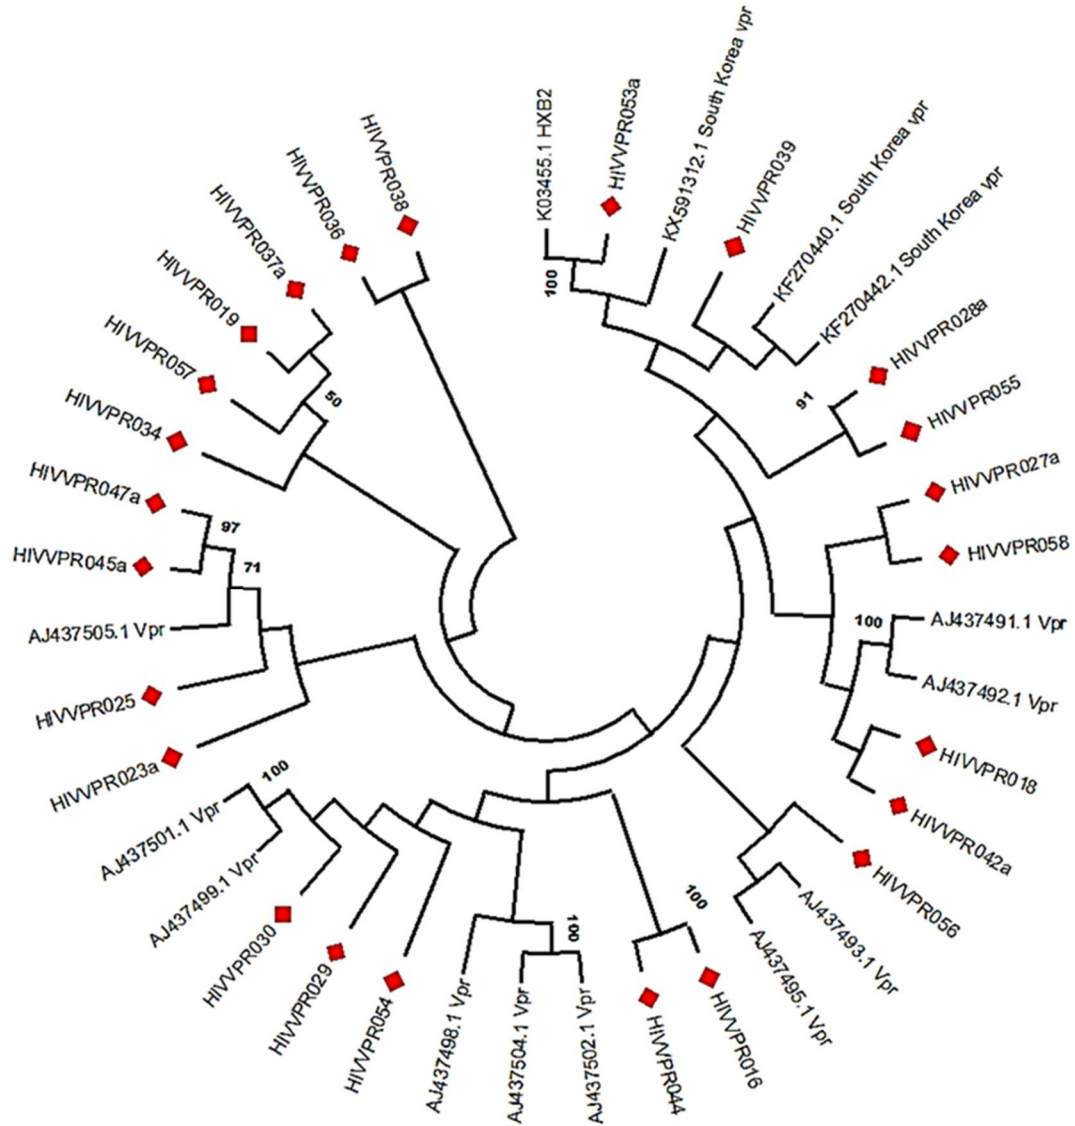 K03455.1 HXB2
HIVVPR053a
KX591312.1 South Korea vpr
HIVVPR039
KF270440.1 South Korea vpr
KF270442.1 South Korea vpr
HIVVPR028a
HIVVPR055
HIVVPR027a
HIVVPR058
AJ437491.1 Vpr
AJ437492.1 Vpr
HIVVPR018
HIVVPR042a
HIVVPR056
AJ437493.1 Vpr
AJ437495.1 Vpr
HIVVPR016
HIVVPR044
AJ437502.1 Vpr
AJ437504.1 Vpr
AJ437498.1 Vpr
HIVVPR054
HIVVPR029
HIVVPR030
AJ437499.1 Vpr
AJ437501.1 Vpr
HIVVPR023a
HIVVPR025
AJ437505.1 Vpr
HIVVPR045a
HIVVPR047a
HIVVPR034
HIVVPR057
HIVVPR019
HIVVPR037a
HIVVPR036
HIVVPR038
100
91
100
100
100
100
71
97
50